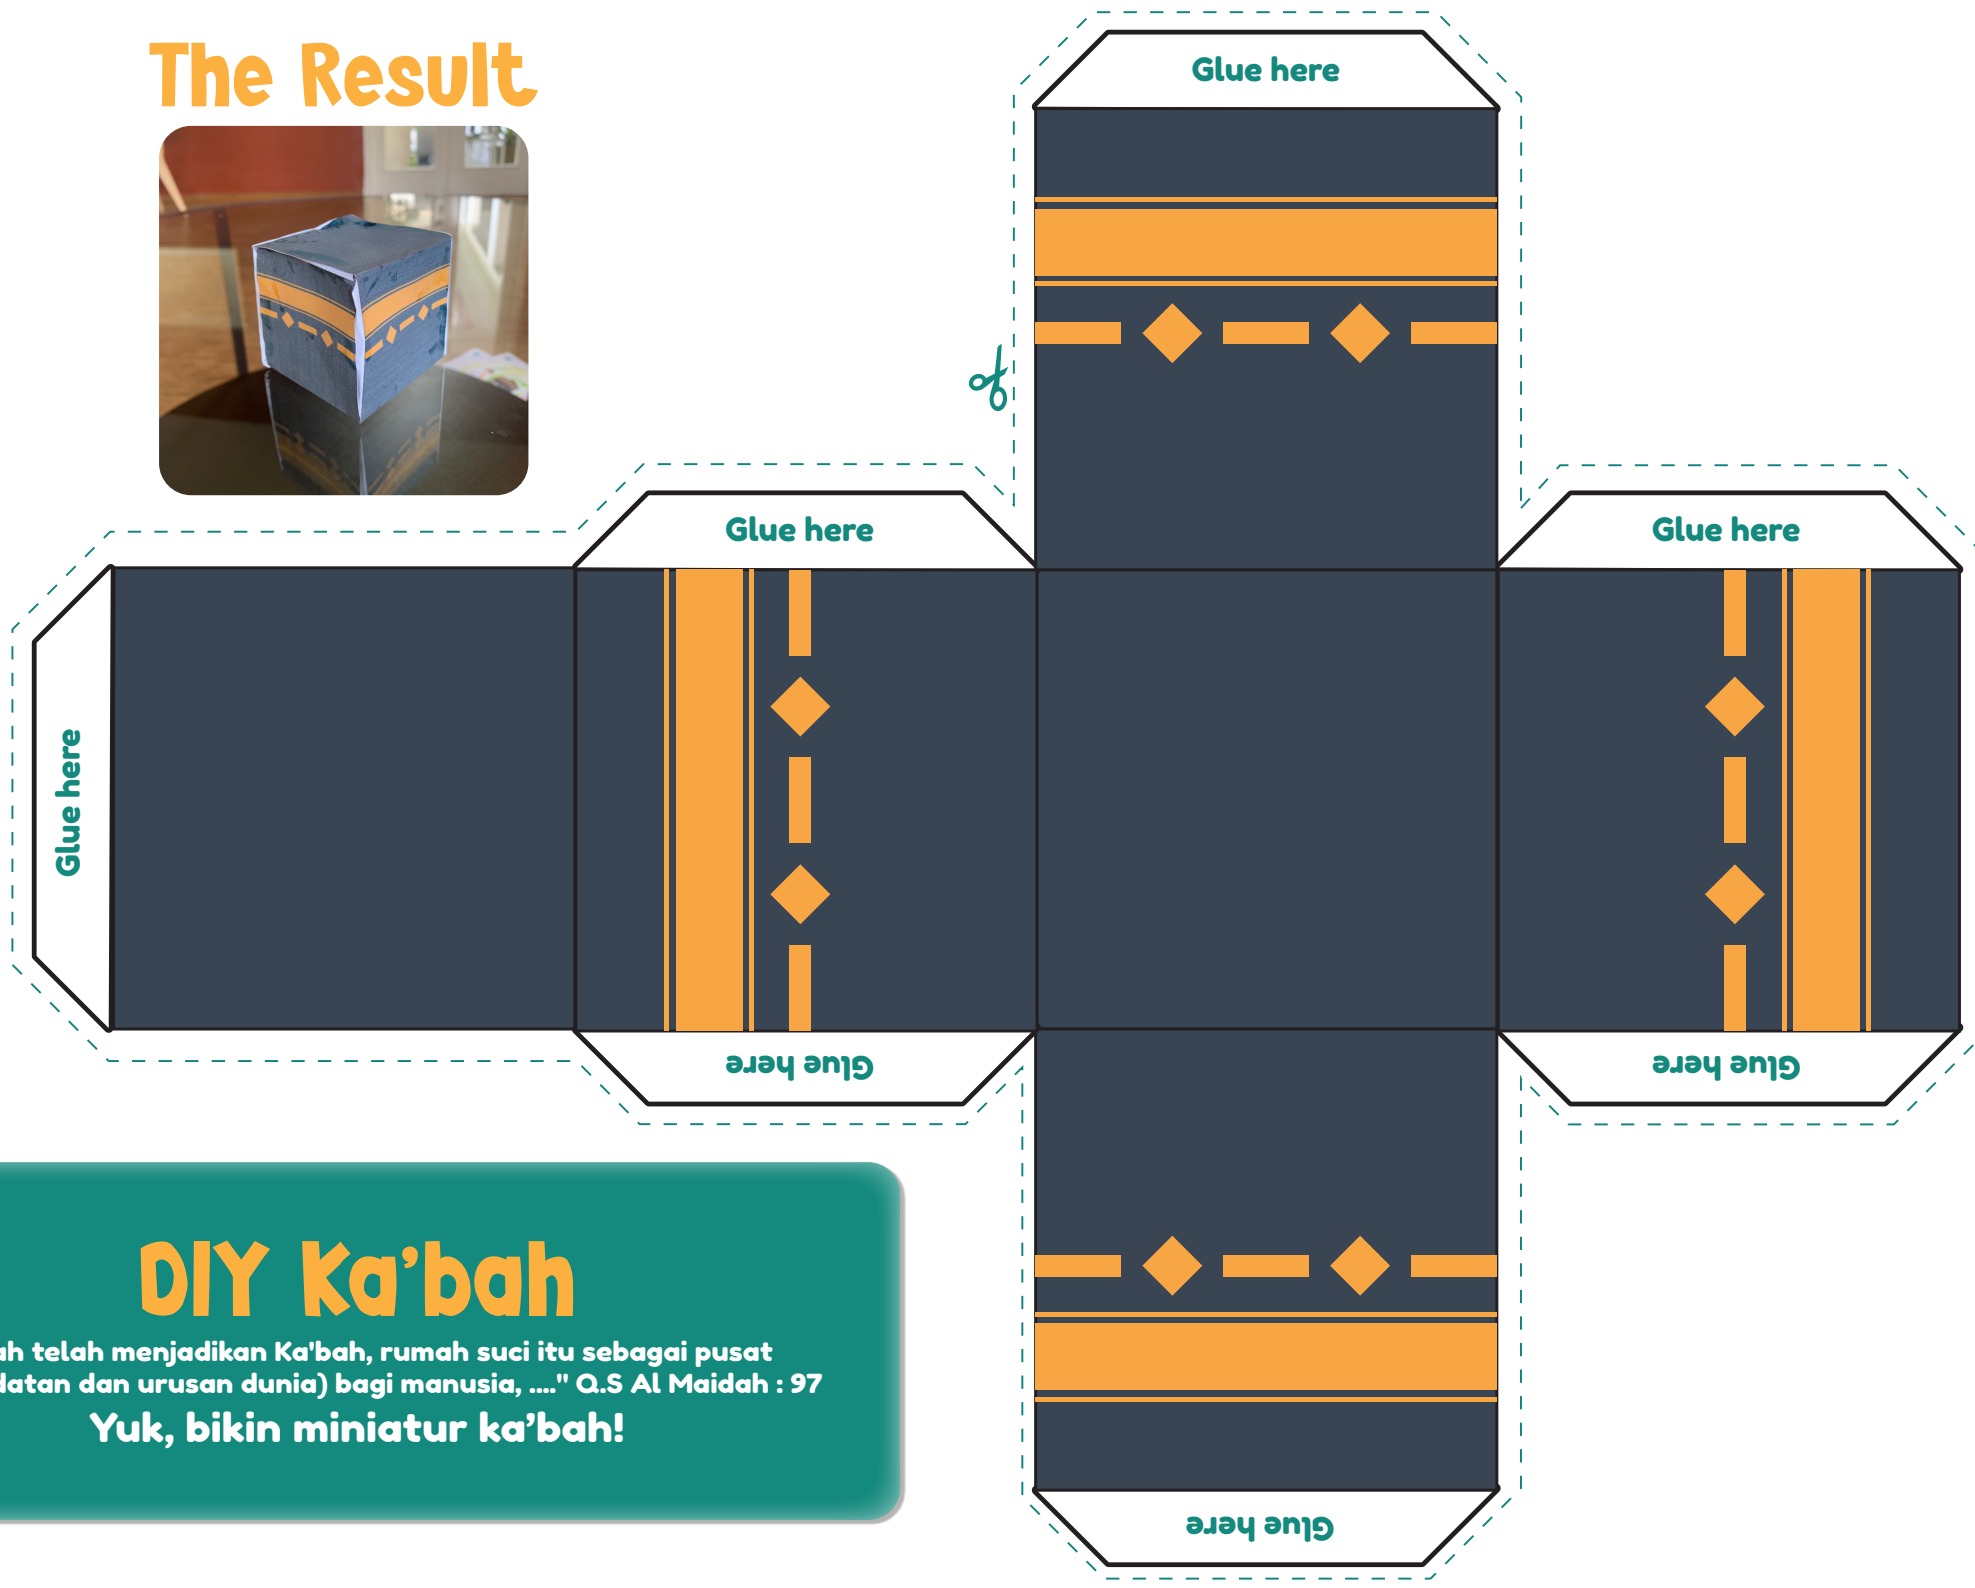 The Result
Glue here
Glue here
Glue here
Glue here
Glue here
Glue here
Glue here
DIY Ka’bah
telah menjadikan Ka'bah, rumah suci itu sebagai pusat
dan urusan dunia) bagi manusia, ...." Q.S Al Maidah : 97
Yuk, bikin miniatur ka’bah!